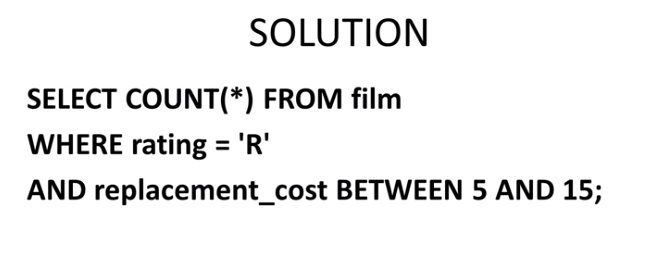 SOLUTION
SELECT COUNT(*) FROM film
WHERE rating = 'R'
AND replacement_cost BETWEEN 5 AND 15;